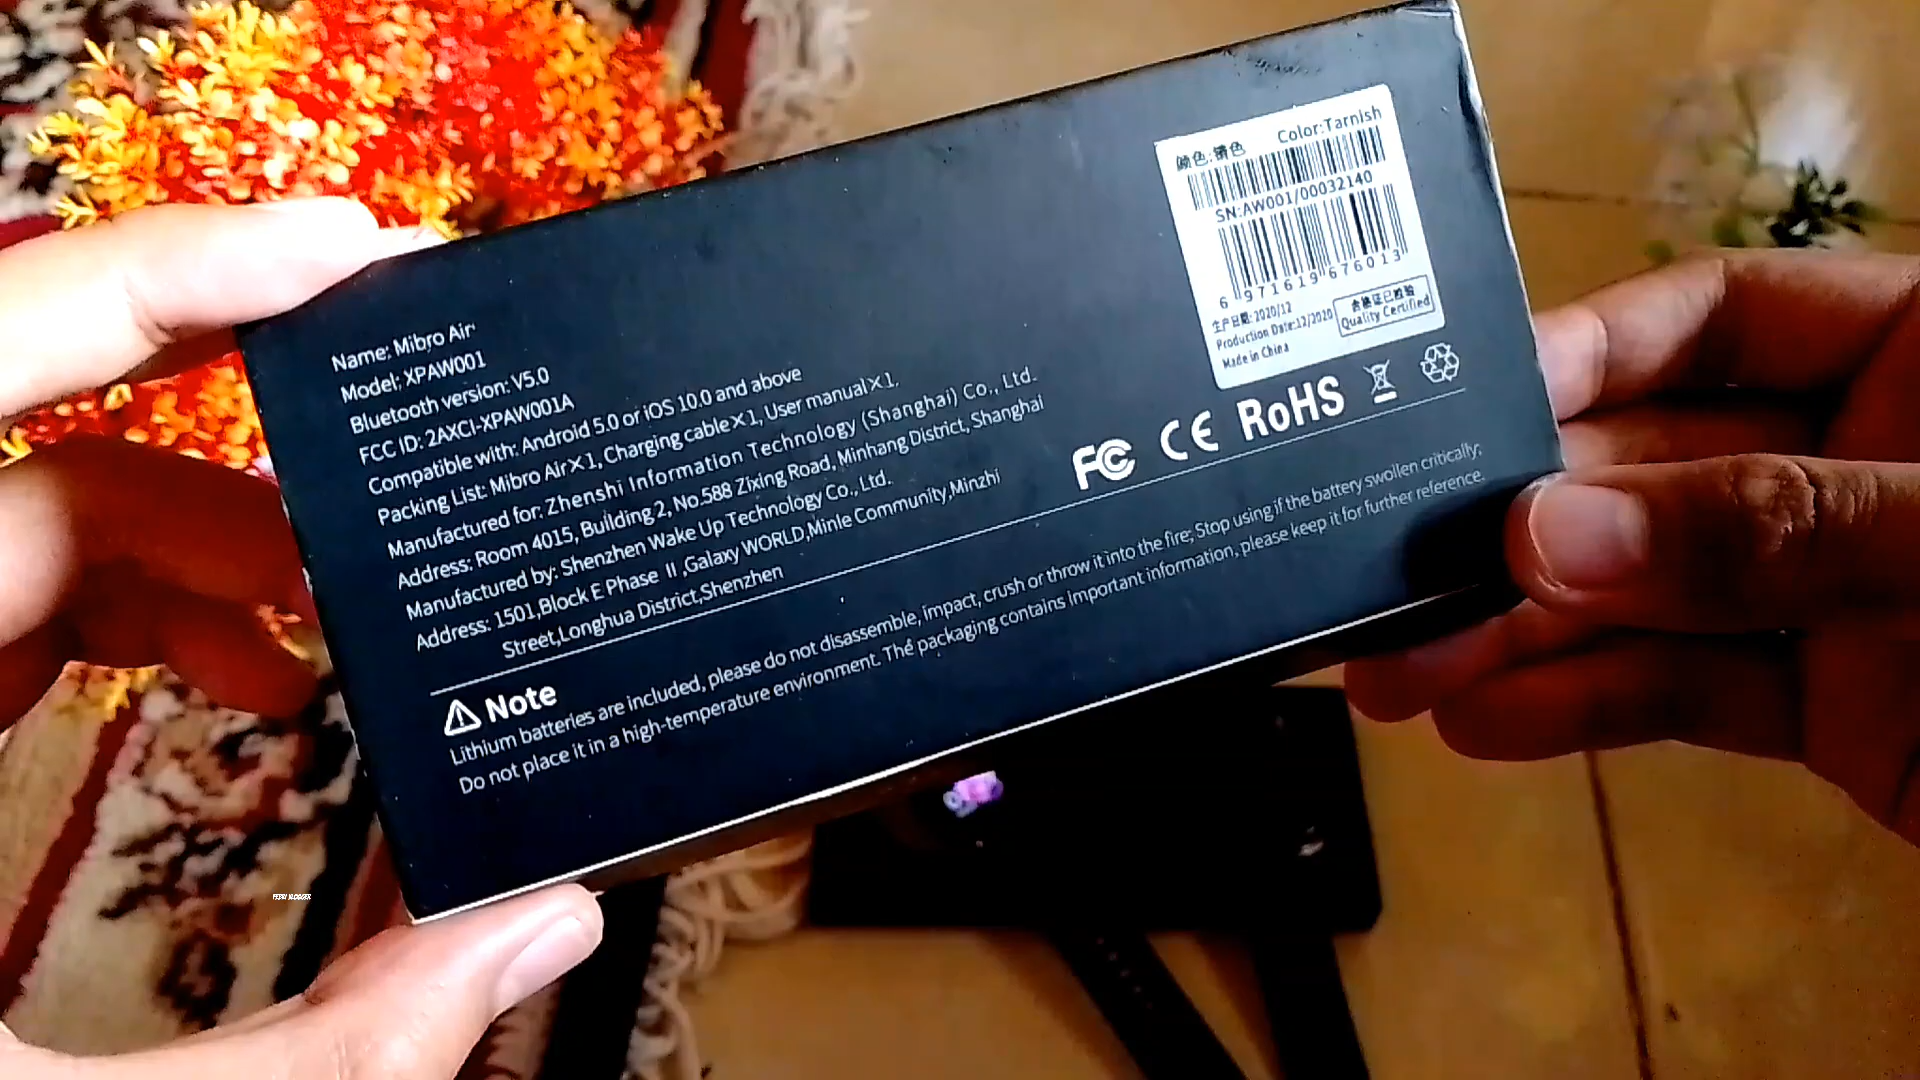 Name: Mibro Air
Model: XPAW001
Bluetooth version: V5.0
FCC ID: 2AXCI-XPAW001A
Compatible with: Android 5.0 or iOS 10.0 and above
Packing List: Mibro Air×1, Charging cable×1, User manual×1.
Manufactured for: Zhenshi Information Technology (Shanghai) Co., Ltd.
Address: Room 4015, Building 2, No.588 Zixing Road, Minhang District, Shanghai
Manufactured by: Shenzhen Wake Up Technology Co., Ltd.
Address: 1501,Block E Phase II ,Galaxy WORLD,Minle Community,Minzhi
Street,Longhua District,Shenzhen
颜色:锖色 Color:Tarnish
SN:AW001/00032140
6 971619 676013
生产日期: 2020/12
Production Date:12/2020
Made in China
合格证已检验
Quality Certified
FC CE RoHS
Note
Lithium batteries are included, please do not disassemble, impact, crush or throw it into the fire; Stop using if the battery swollen critically;
Do not place it in a high-temperature environment. The packaging contains important information, please keep it for further reference.